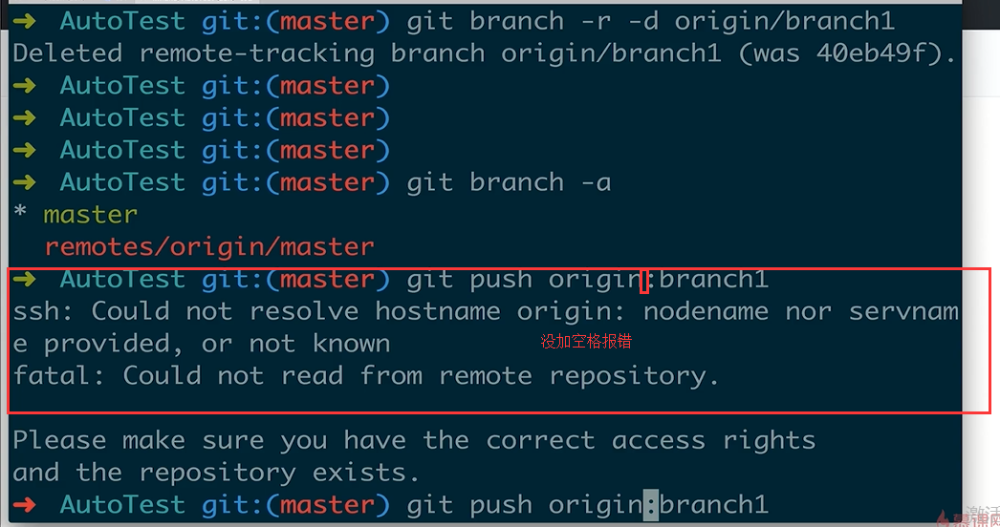 ➜ AutoTest git:(master) git branch -r -d origin/branch1
Deleted remote-tracking branch origin/branch1 (was 40eb49f).
➜ AutoTest git:(master)
➜ AutoTest git:(master)
➜ AutoTest git:(master)
➜ AutoTest git:(master) git branch -a
* master
remotes/origin/master
➜ AutoTest git:(master) git push origin:branch1
ssh: Could not resolve hostname origin: nodename nor servnam
e provided, or not known
没加空格报错
fatal: Could not read from remote repository.
Please make sure you have the correct access rights
and the repository exists.
➜ AutoTest git:(master) git push origin:branch1
激活